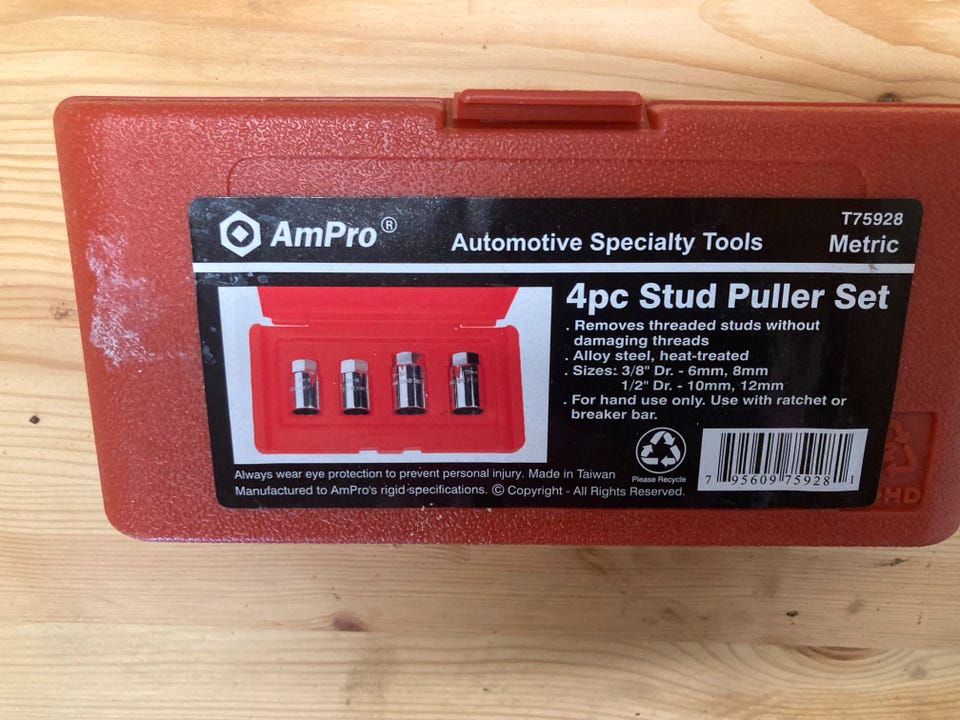 AmPro®
Automotive Specialty Tools
T75928
Metric
4pc Stud Puller Set
. Removes threaded studs without
damaging threads
. Alloy steel, heat-treated
. Sizes: 3/8" Dr. - 6mm, 8mm
1/2" Dr. - 10mm, 12mm
. For hand use only. Use with ratchet or
breaker bar.
Please Recycle
7 95609 75928 1
Always wear eye protection to prevent personal injury. Made in Taiwan
Manufactured to AmPro's rigid specifications. © Copyright - All Rights Reserved.